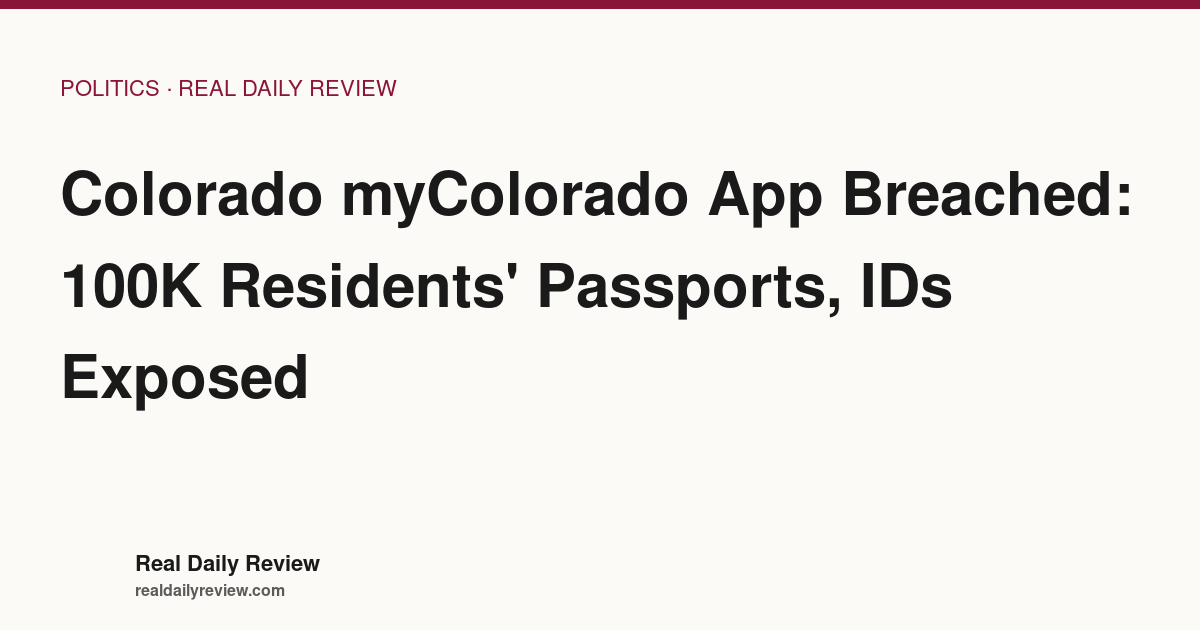 POLITICS · REAL DAILY REVIEW
Colorado myColorado App Breached:
100K Residents' Passports, IDs
Exposed
Real Daily Review
realdailyreview.com